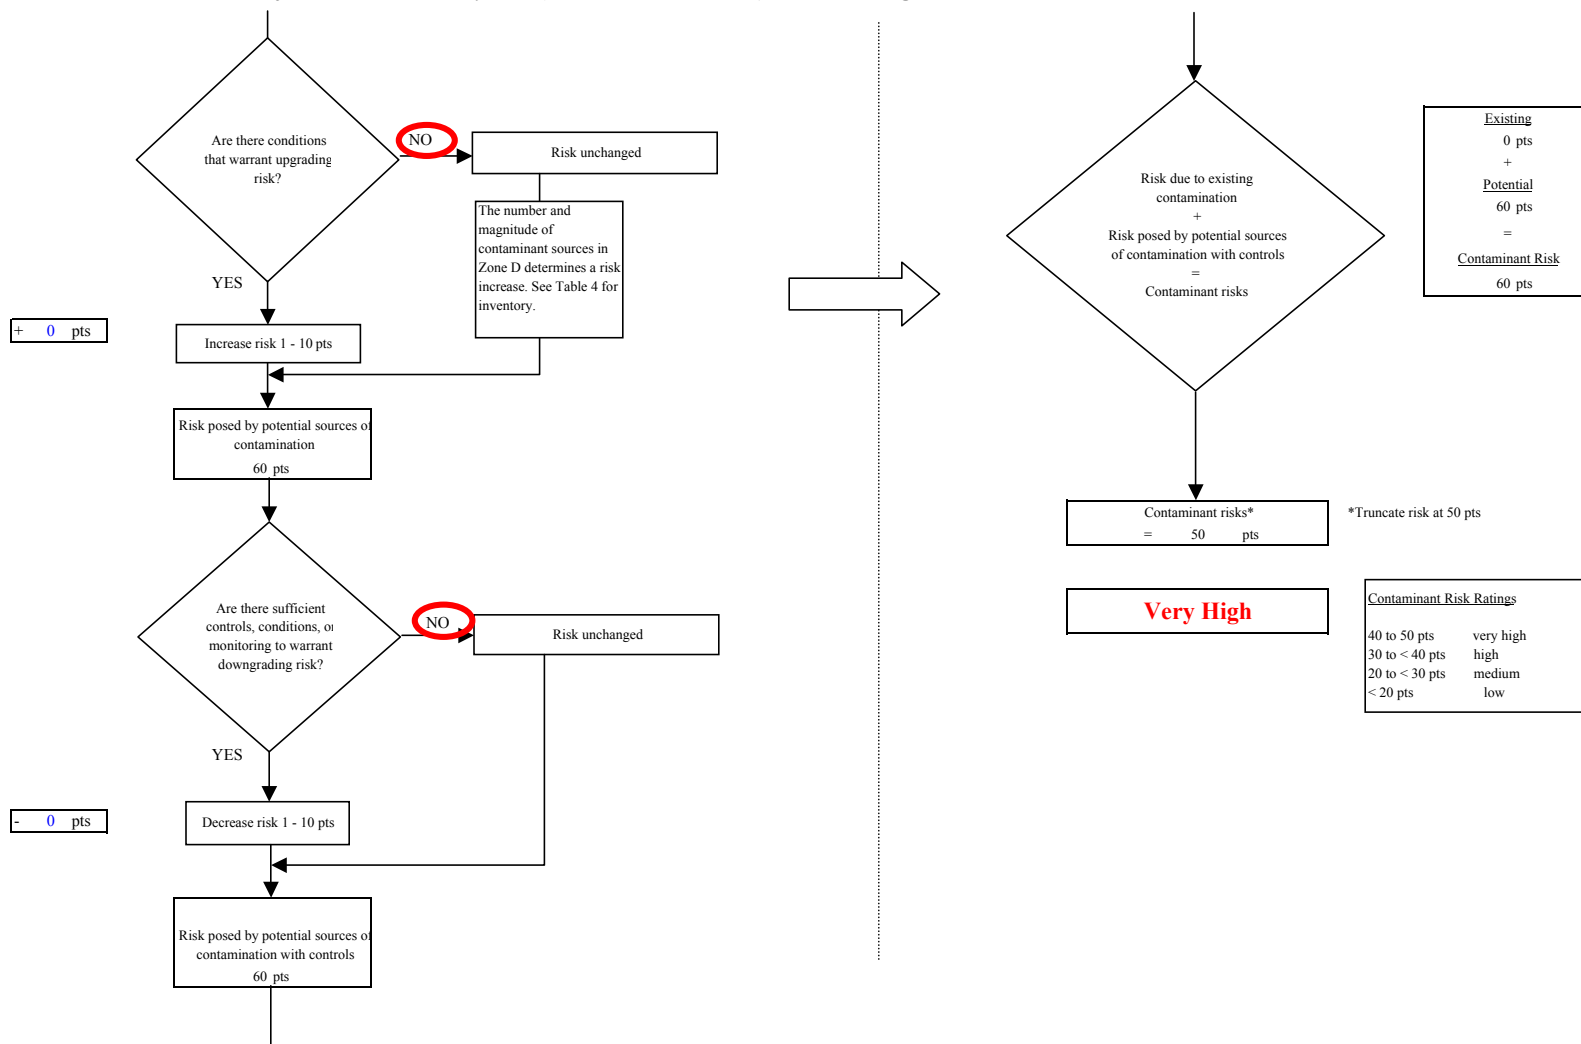 Are there conditions
that warrant upgrading
risk?
NO
Risk unchanged
The number and
magnitude of
contaminant sources in
Zone D determines a risk
increase. See Table 4 for
inventory.
YES
+ 0 pts
Increase risk 1 - 10 pts
Risk posed by potential sources of
contamination
60 pts
Are there sufficient
controls, conditions, or
monitoring to warrant
downgrading risk?
NO
Risk unchanged
YES
- 0 pts
Decrease risk 1 - 10 pts
Risk posed by potential sources of
contamination with controls
60 pts
Risk due to existing
contamination
+
Risk posed by potential sources
of contamination with controls
=
Contaminant risks
Existing
0 pts
+
Potential
60 pts
=
Contaminant Risk
60 pts
Contaminant risks*
= 50 pts
*Truncate risk at 50 pts
Very High
Contaminant Risk Ratings
40 to 50 pts very high
30 to < 40 pts high
20 to < 30 pts medium
< 20 pts low